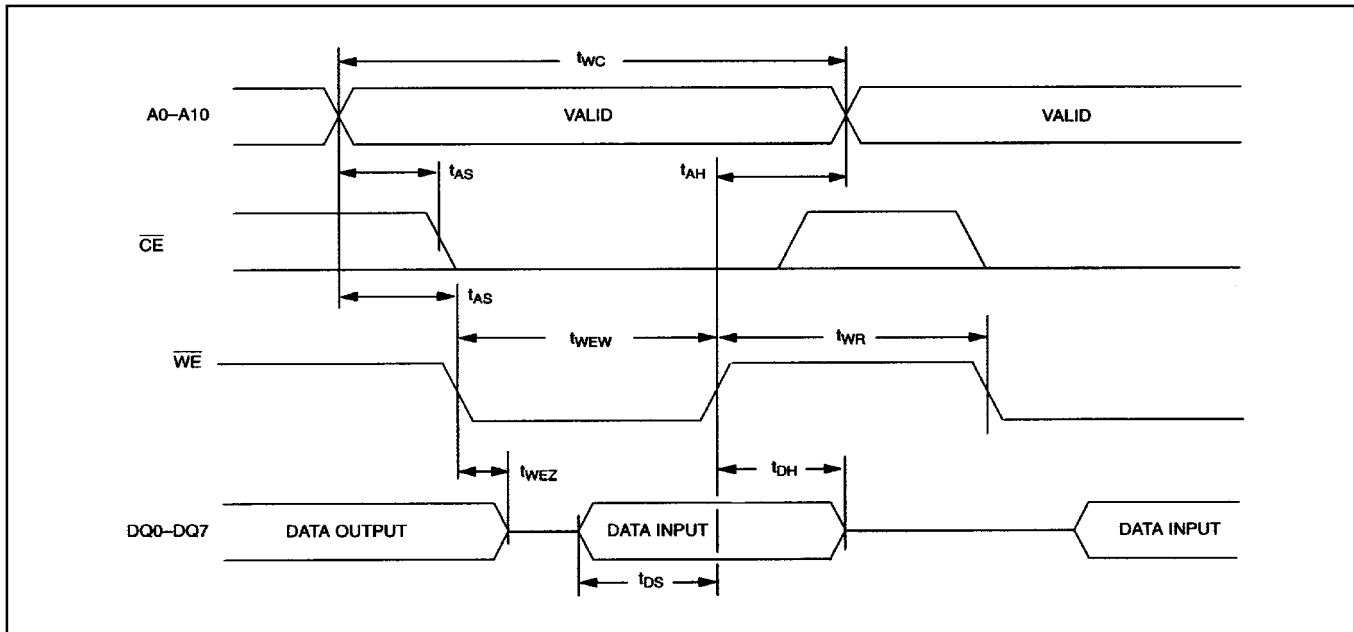 tWC
A0–A10
VALID
VALID
tAS
tAH
CE
tAS
tWEW
tWR
WE
tWEZ
tDH
DQ0–DQ7
DATA OUTPUT
DATA INPUT
DATA INPUT
tDS